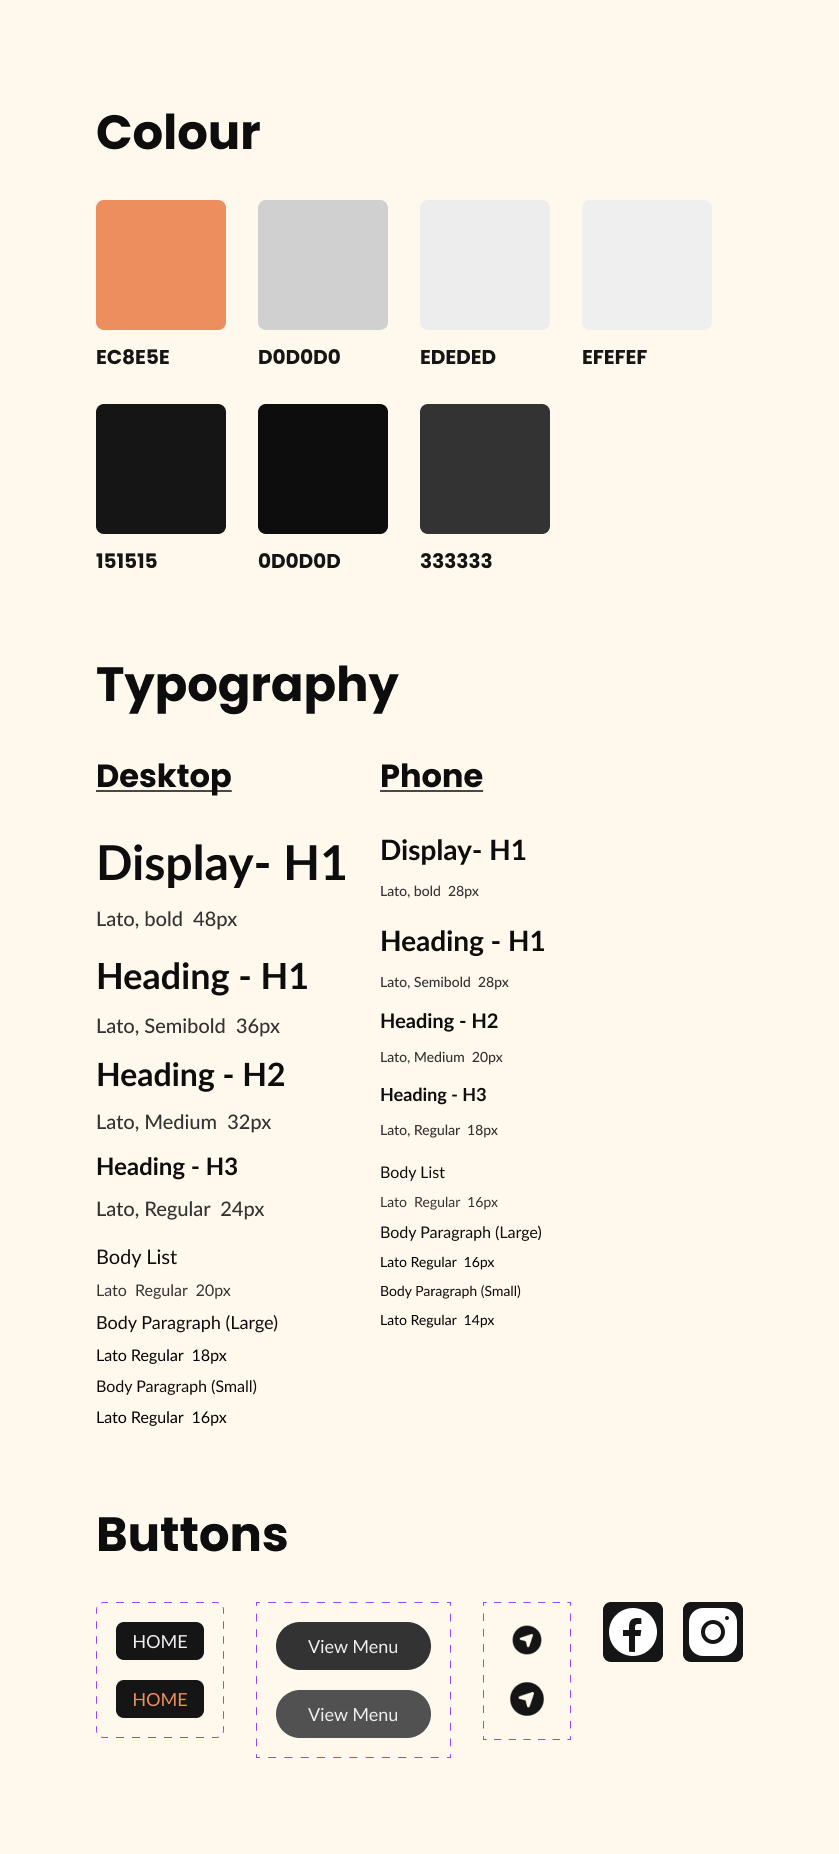 Colour
EC8E5E
D0D0D0
EDEDED
EFEFEF
151515
0D0D0D
333333
Typography
Desktop
Display- H1
Lato, bold  48px
Heading - H1
Lato, Semibold  36px
Heading - H2
Lato, Medium  32px
Heading - H3
Lato, Regular  24px
Body List
Lato  Regular  20px
Body Paragraph (Large)
Lato Regular  18px
Body Paragraph (Small)
Lato Regular  16px
Phone
Display- H1
Lato, bold  28px
Heading - H1
Lato, Semibold  28px
Heading - H2
Lato, Medium  20px
Heading - H3
Lato, Regular  18px
Body List
Lato  Regular  16px
Body Paragraph (Large)
Lato Regular  16px
Body Paragraph (Small)
Lato Regular  14px
Buttons
HOME
HOME
View Menu
View Menu